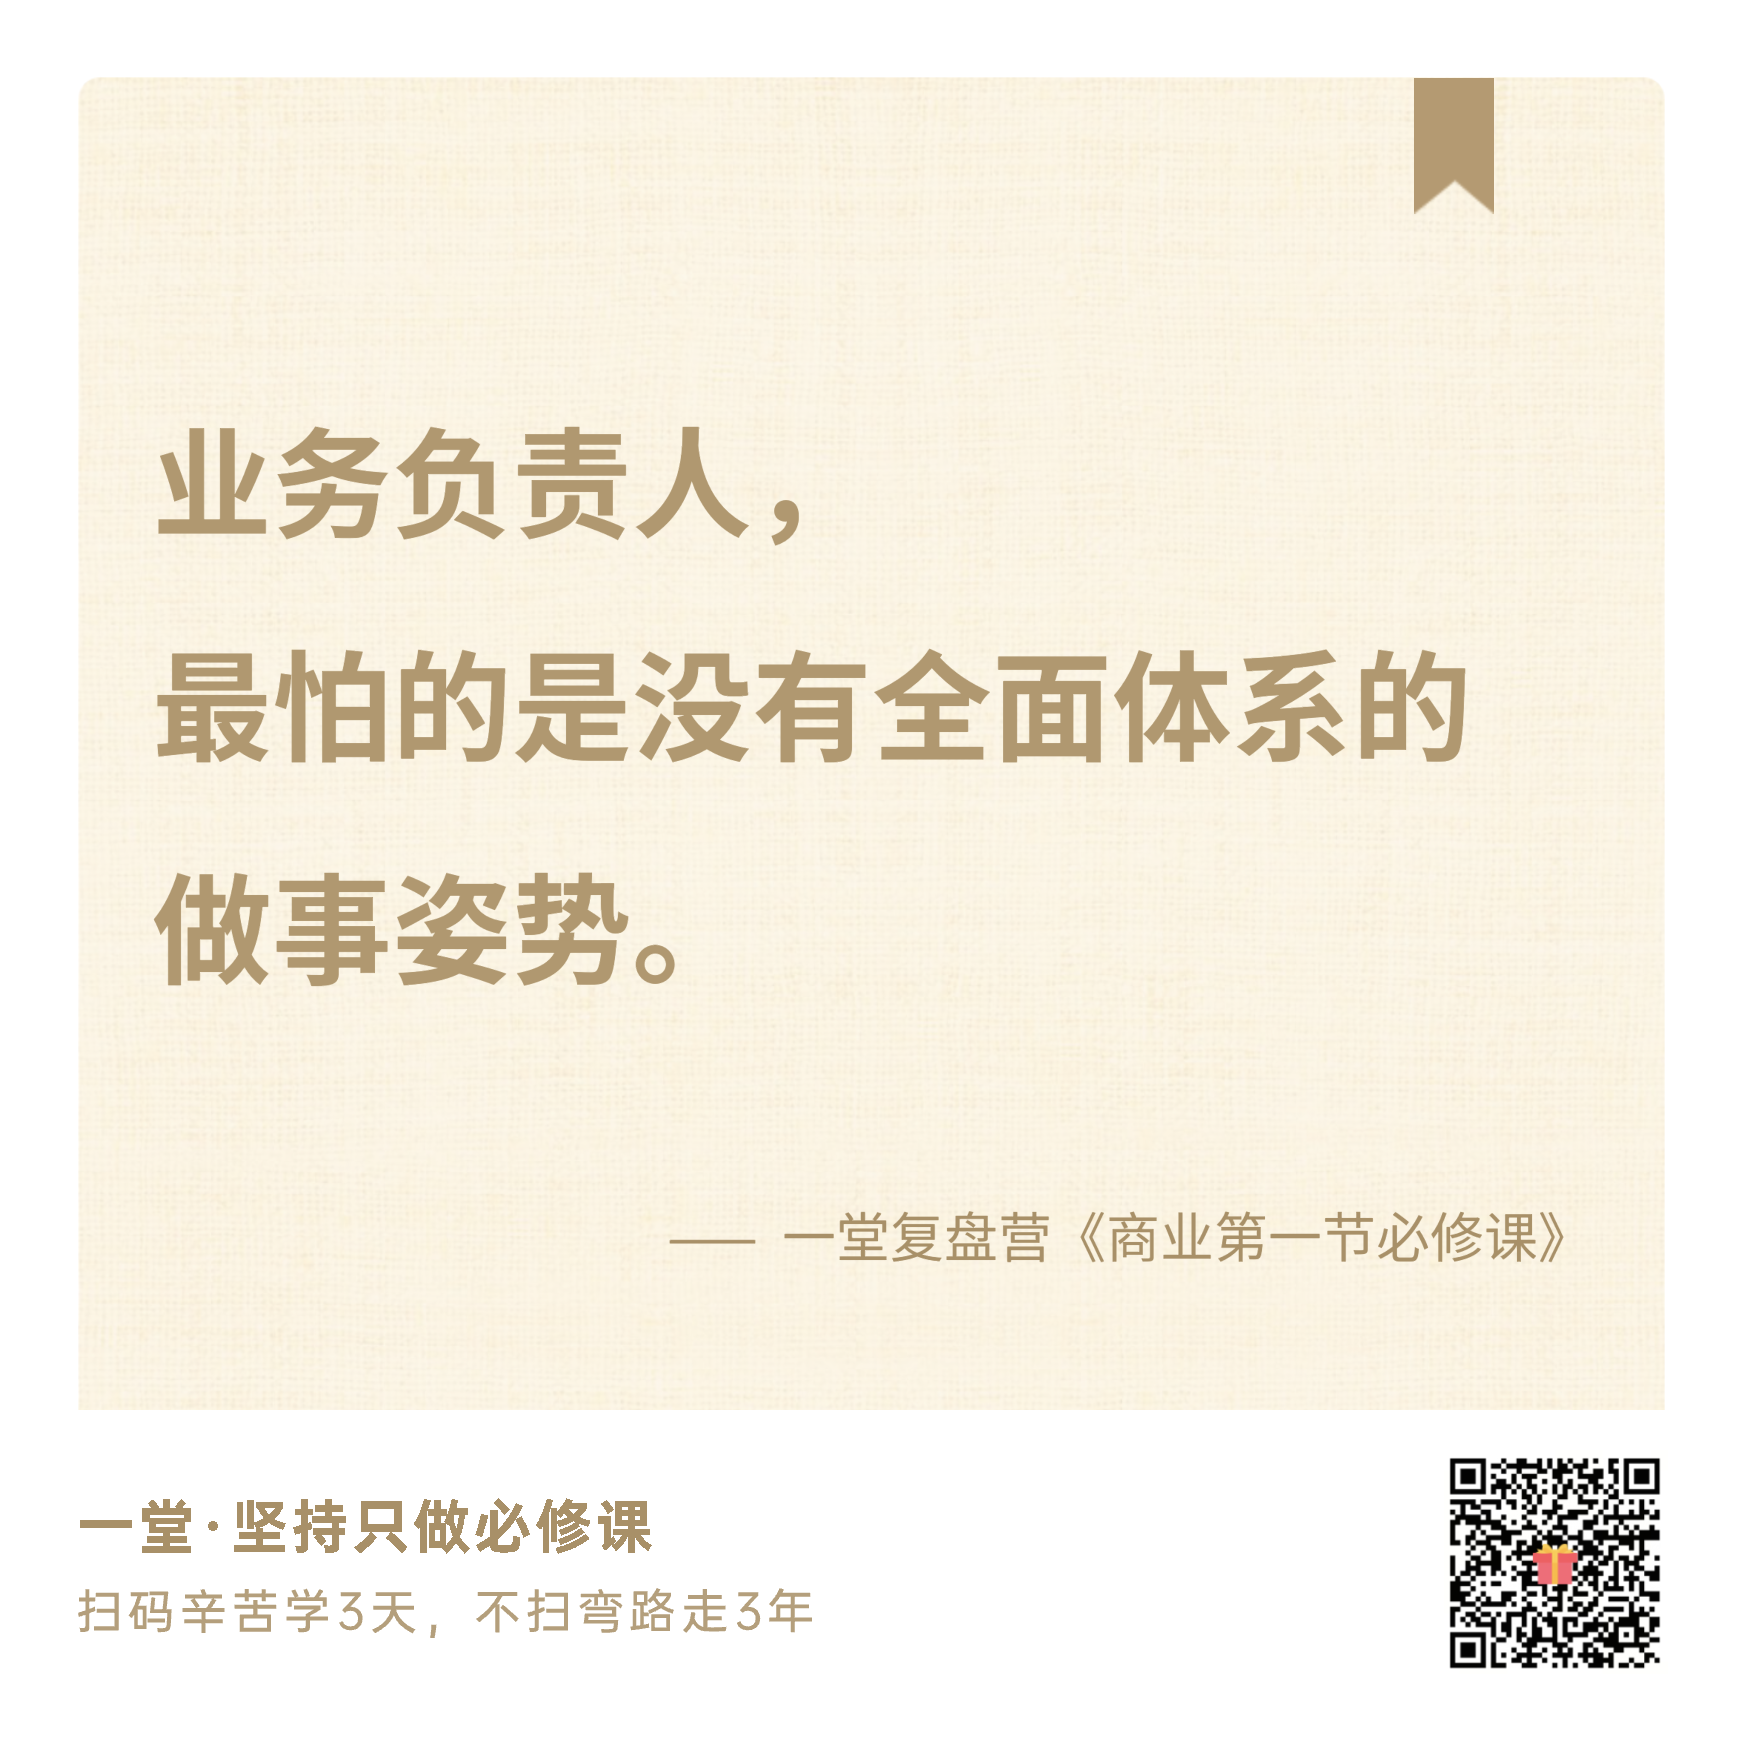 业务负责人，
最怕的是没有全面体系的
做事姿势。
—— 一堂复盘营《商业第一节必修课》
一堂·坚持只做必修课
扫码辛苦学3天，不扫弯路走3年